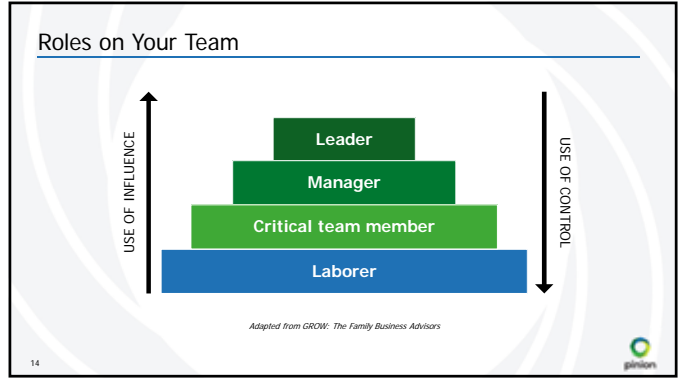 Roles on Your Team
USE OF INFLUENCE
Leader
Manager
Critical team member
Laborer
USE OF CONTROL
Adapted from GROW: The Family Business Advisors
14
pinion